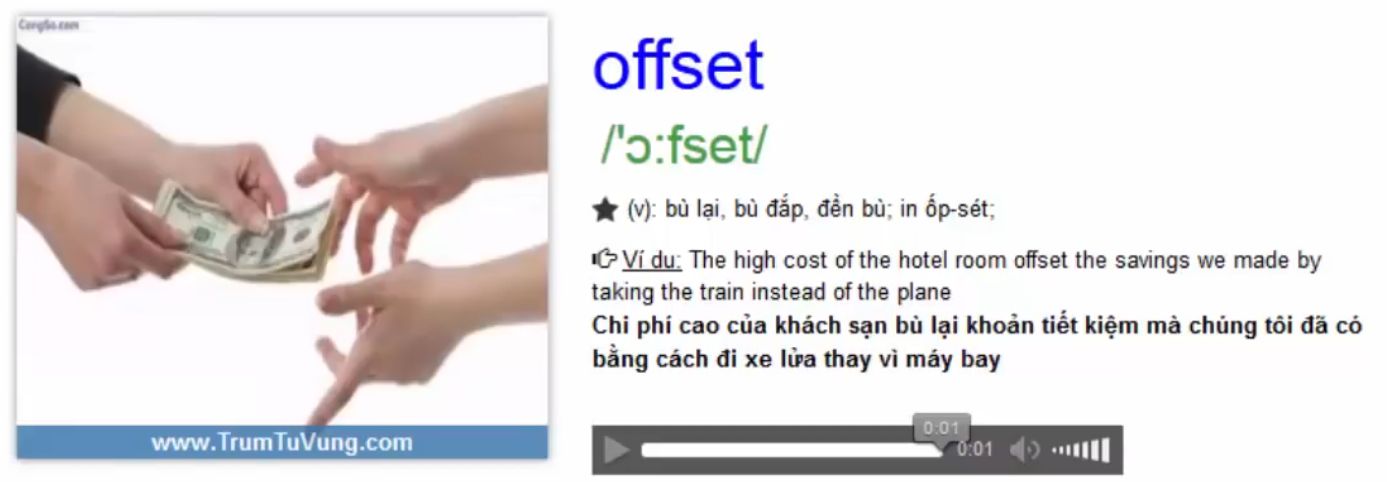 CongSo.com
offset
/'ɔ:fset/
(v): bù lại, bù đắp, đền bù; in ốp-sét;
Ví du: The high cost of the hotel room offset the savings we made by
taking the train instead of the plane
Chi phí cao của khách sạn bù lại khoản tiết kiệm mà chúng tôi đã có
bằng cách đi xe lửa thay vì máy bay
www.TrumTuVung.com
0:01
0:01